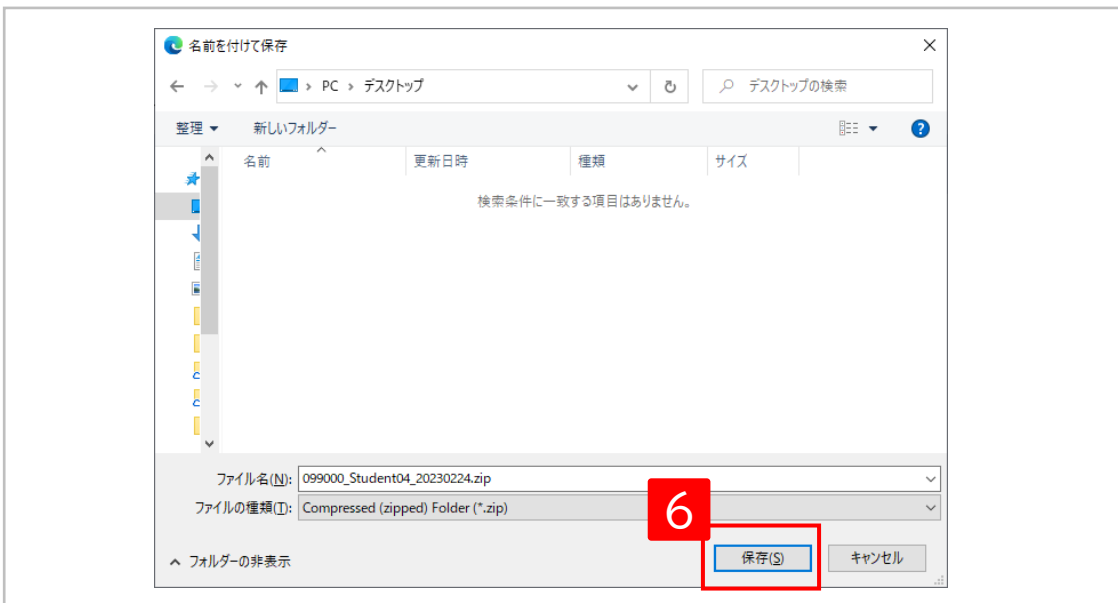 名前を付けて保存
PC › デスクトップ
デスクトップの検索
整理
新しいフォルダー
名前 更新日時 種類 サイズ
検索条件に一致する項目はありません。
ファイル名(N): 099000_Student04_20230224.zip
ファイルの種類(T): Compressed (zipped) Folder (*.zip)
6
フォルダーの非表示
保存(S)
キャンセル